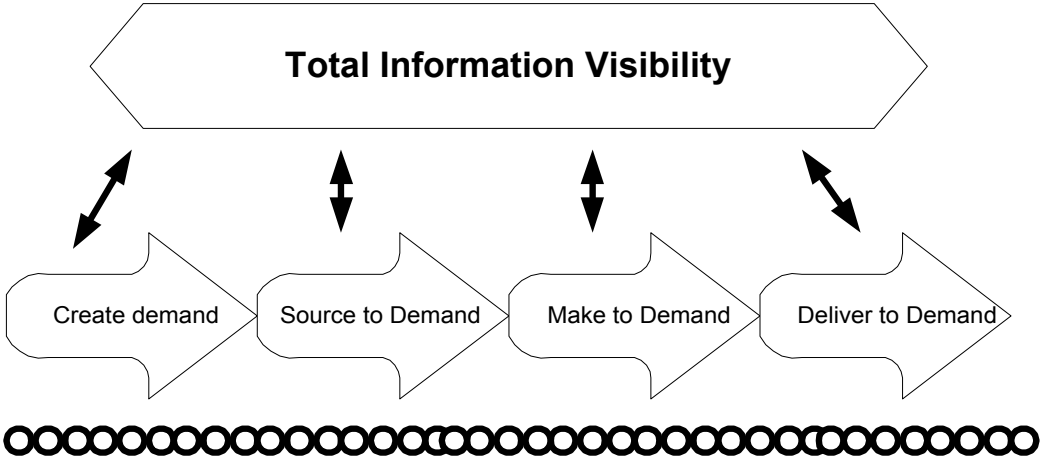 Total Information Visibility
Create demand
Source to Demand
Make to Demand
Deliver to Demand